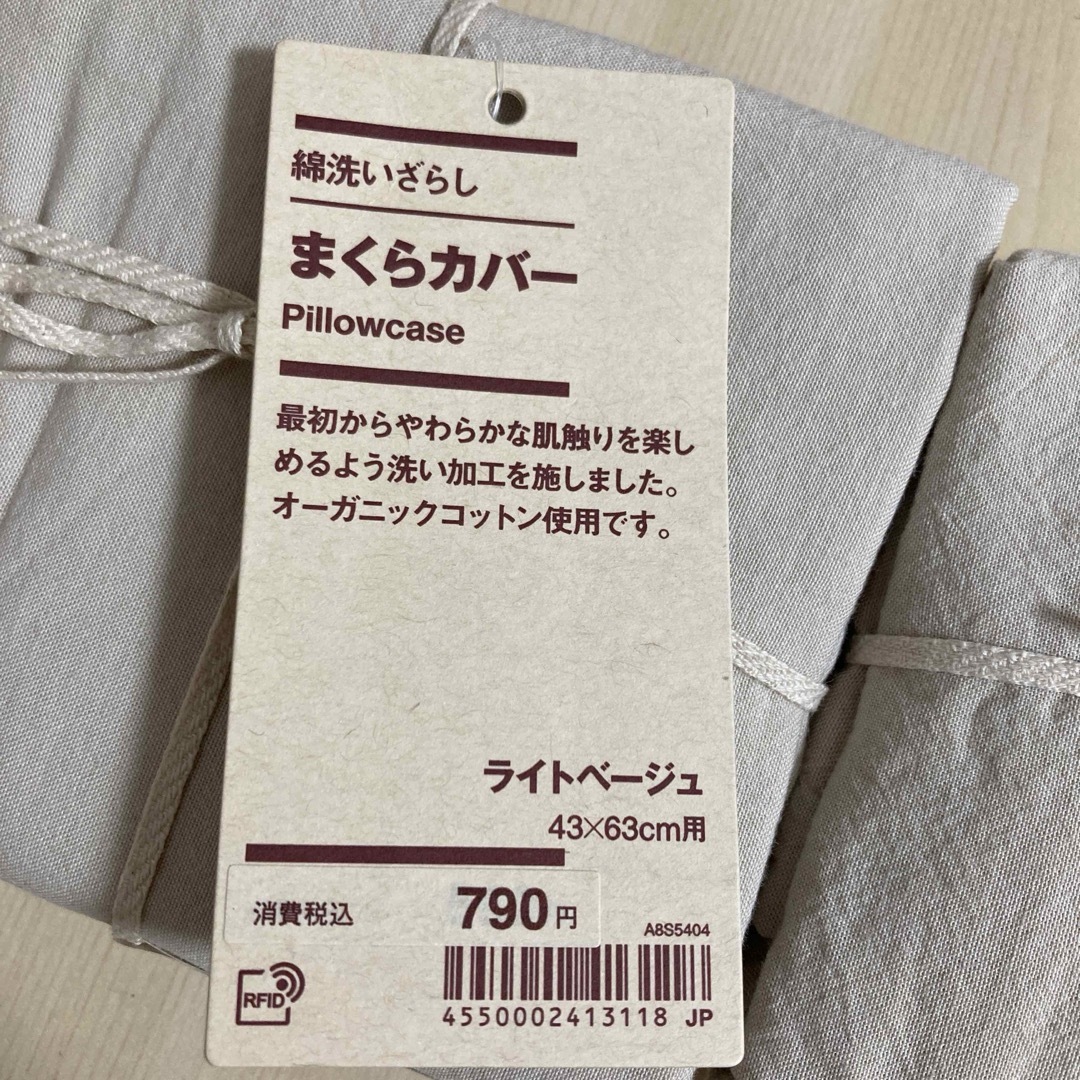 綿洗いざらし
まくらカバー
Pillowcase
最初からやわらかな肌触りを楽し
めるよう洗い加工を施しました。
オーガニックコットン使用です。
ライトベージュ
43×63cm用
消費税込 790円
A8S5404
RFID
4550002413118 JP